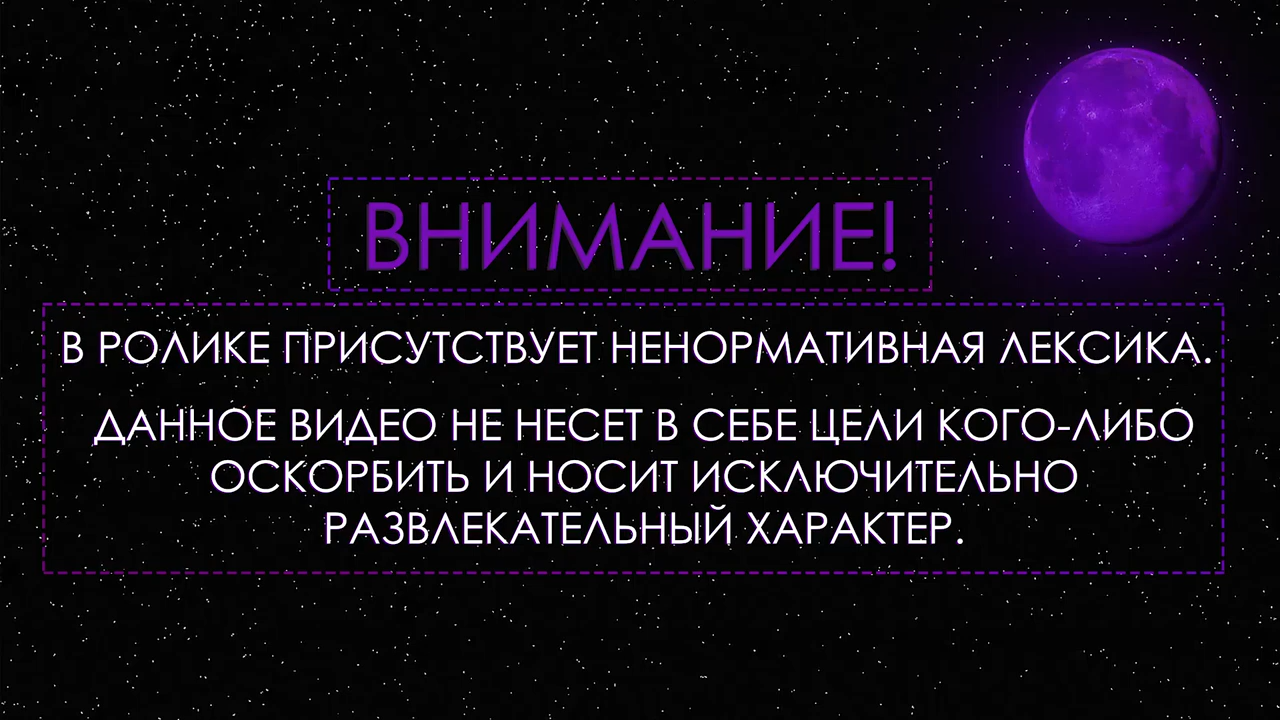 ВНИМАНИЕ!
В РОЛИКЕ ПРИСУТСТВУЕТ НЕНОРМАТИВНАЯ ЛЕКСИКА.
ДАННОЕ ВИДЕО НЕ НЕСЕТ В СЕБЕ ЦЕЛИ КОГО-ЛИБО
ОСКОРБИТЬ И НОСИТ ИСКЛЮЧИТЕЛЬНО
РАЗВЛЕКАТЕЛЬНЫЙ ХАРАКТЕР.